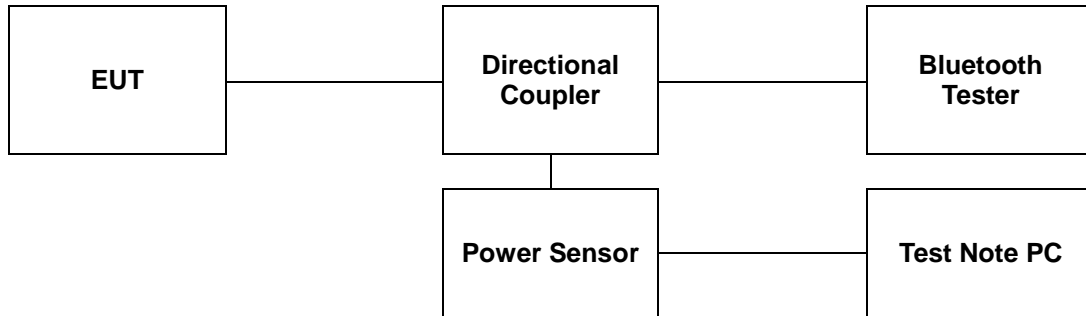 EUT
Directional
Coupler
Bluetooth
Tester
Power Sensor
Test Note PC